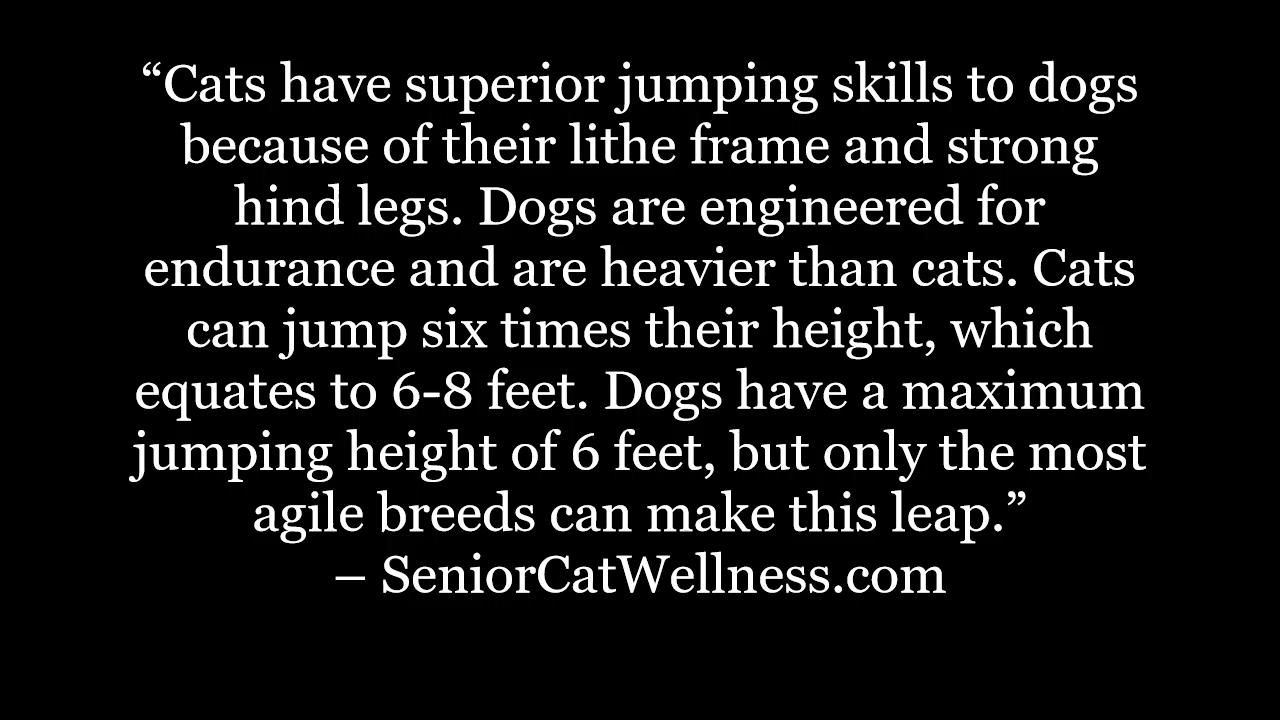 “Cats have superior jumping skills to dogs
because of their lithe frame and strong
hind legs. Dogs are engineered for
endurance and are heavier than cats. Cats
can jump six times their height, which
equates to 6-8 feet. Dogs have a maximum
jumping height of 6 feet, but only the most
agile breeds can make this leap.”
– SeniorCatWellness.com